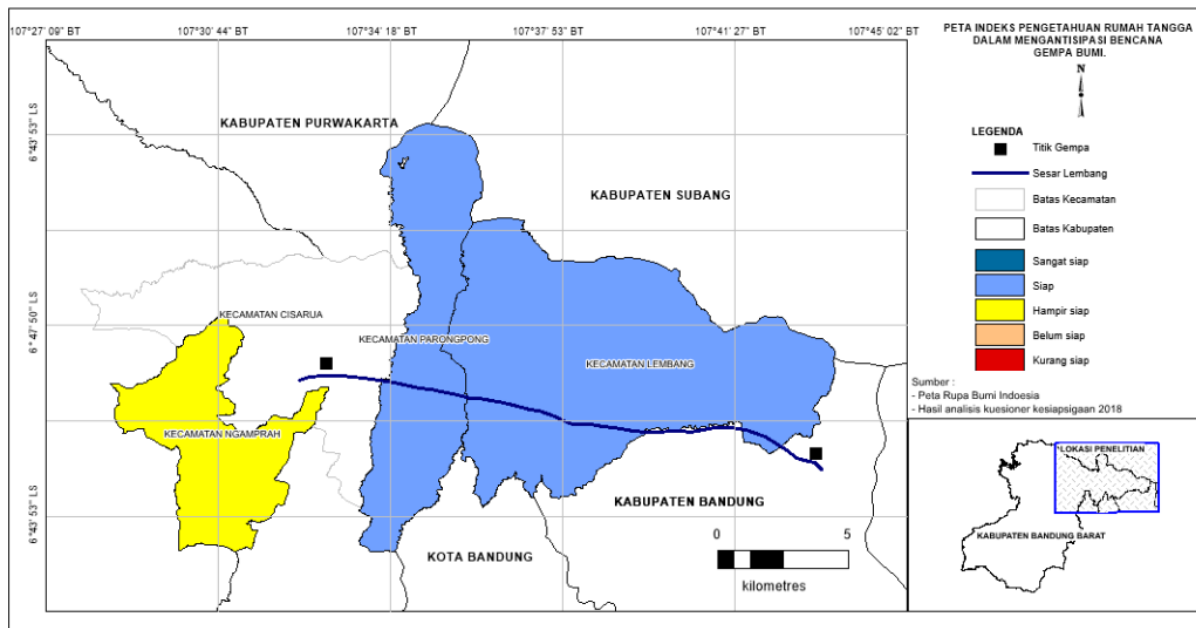 107°27' 09" BT
107°30' 44" BT
107°34' 18" BT
107°37' 53" BT
107°41' 27" BT
107°45' 02" BT
6°43'53" LS
6°47'50" LS
6°43'53" LS
KABUPATEN PURWAKARTA
KABUPATEN SUBANG
KECAMATAN CISARUA
KECAMATAN PARONGPONG
KECAMATAN LEMBANG
KECAMATAN NGAMPRAH
KABUPATEN BANDUNG
KOTA BANDUNG
0 5
kilometres
PETA INDEKS PENGETAHUAN RUMAH TANGGA
DALAM MENGANTISIPASI BENCANA
GEMPA BUMI.
N
LEGENDA
Titik Gempa
Sesar Lembang
Batas Kecamatan
Batas Kabupaten
Sangat siap
Siap
Hampir siap
Belum siap
Kurang siap
Sumber :
- Peta Rupa Bumi Indoesia
- Hasil analisis kuesioner kesiapsigaan 2018
LOKASI PENELITIAN
KABUPATEN BANDUNG BARAT